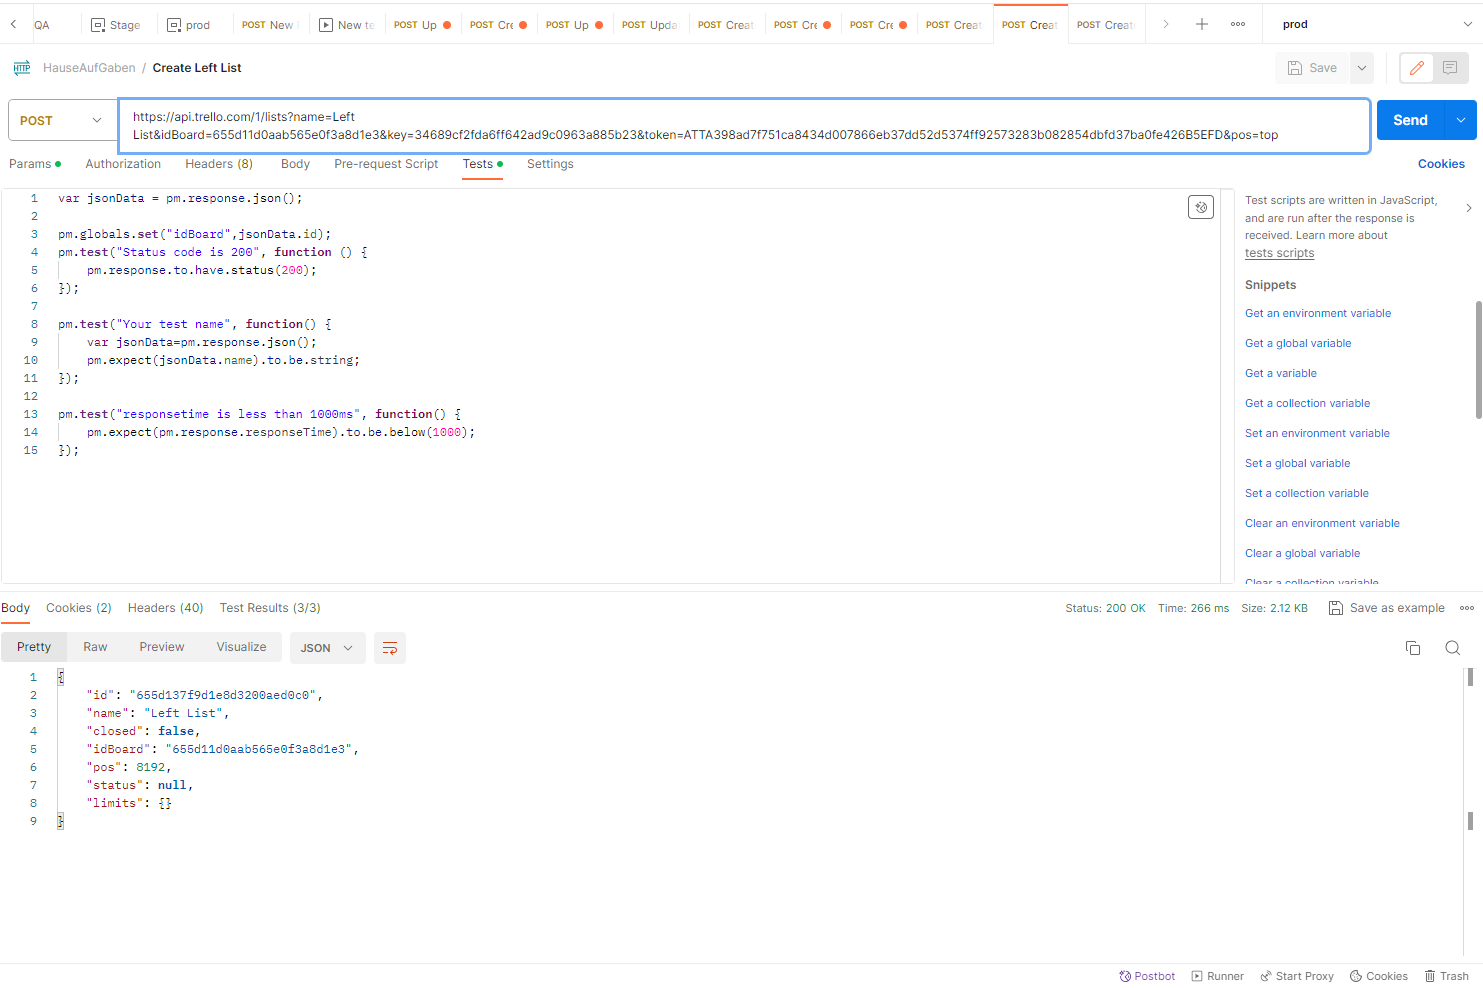 QA
Stage
prod
POST New
New te
POST Up
POST Cre
POST Up
POST Upda
POST Creat
POST Cre
POST Cre
POST Creat
POST Creat
POST Creat
prod
HTTP HauseAufGaben / Create Left List
Save
POST
https://api.trello.com/1/lists?name=Left
List&idBoard=655d11d0aab565e0f3a8d1e3&key=34689cf2fda6ff642ad9c0963a885b23&token=ATTA398ad7f751ca8434d007866eb37dd52d5374ff92573283b082854dbfd37ba0fe426B5EFD&pos=top
Send
Params
Authorization
Headers (8)
Body
Pre-request Script
Tests
Settings
Cookies
1 var jsonData = pm.response.json();
2
3 pm.globals.set("idBoard",jsonData.id);
4 pm.test("Status code is 200", function () {
5 pm.response.to.have.status(200);
6 });
7
8 pm.test("Your test name", function() {
9 var jsonData=pm.response.json();
10 pm.expect(jsonData.name).to.be.string;
11 });
12
13 pm.test("responsetime is less than 1000ms", function() {
14 pm.expect(pm.response.responseTime).to.be.below(1000);
15 });
Test scripts are written in JavaScript,
and are run after the response is
received. Learn more about
tests scripts
Snippets
Get an environment variable
Get a global variable
Get a variable
Get a collection variable
Set an environment variable
Set a global variable
Set a collection variable
Clear an environment variable
Clear a global variable
Clear a collection variable
Body
Cookies (2)
Headers (40)
Test Results (3/3)
Status: 200 OK
Time: 266 ms
Size: 2.12 KB
Save as example
Pretty
Raw
Preview
Visualize
JSON
1 {
2 "id": "655d137f9d1e8d3200aed0c0",
3 "name": "Left List",
4 "closed": false,
5 "idBoard": "655d11d0aab565e0f3a8d1e3",
6 "pos": 8192,
7 "status": null,
8 "limits": {}
9 }
Postbot
Runner
Start Proxy
Cookies
Trash